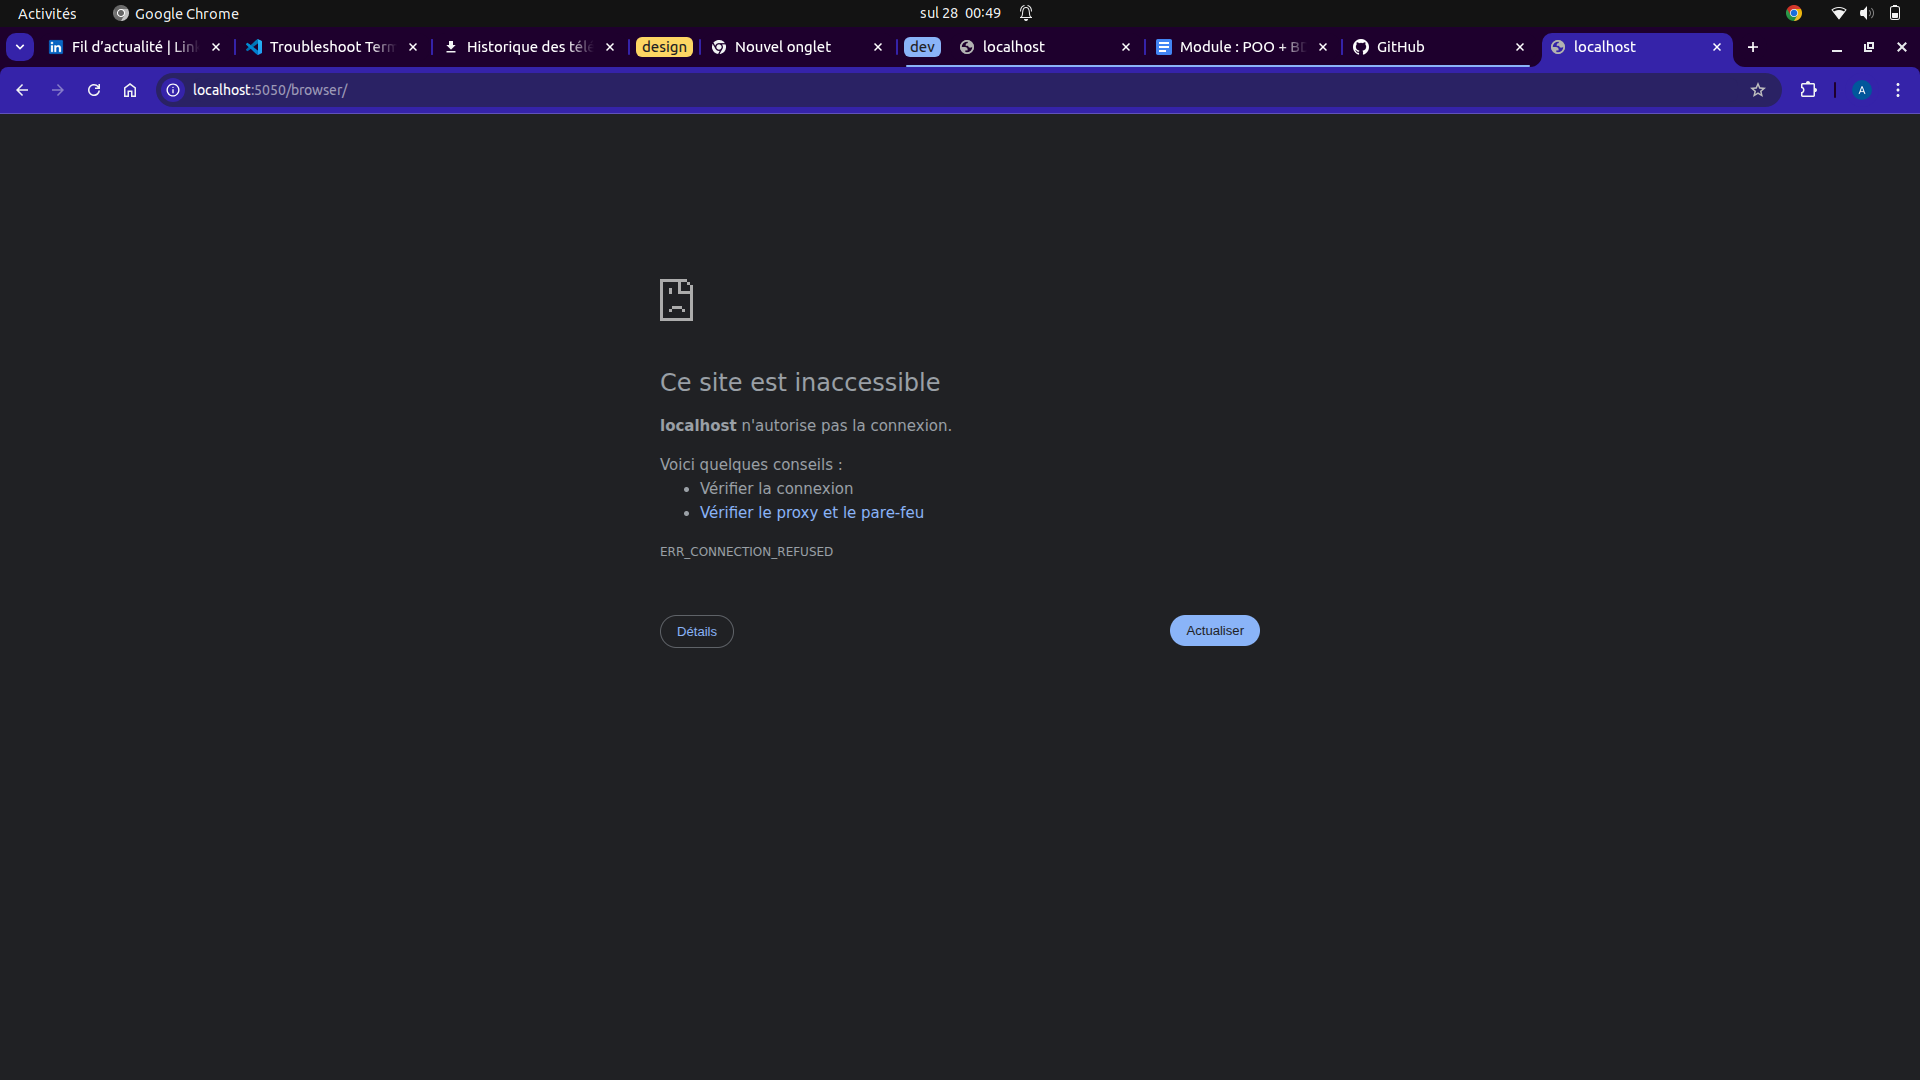 Activités
Google Chrome
sul 28 00:49
Fil d’actualité | Lin
Troubleshoot Term
Historique des télé
design
Nouvel onglet
dev
localhost
Module : POO + BD
GitHub
localhost
localhost:5050/browser/
A
Ce site est inaccessible
localhost n'autorise pas la connexion.
Voici quelques conseils :
Vérifier la connexion
Vérifier le proxy et le pare-feu
ERR_CONNECTION_REFUSED
Détails
Actualiser